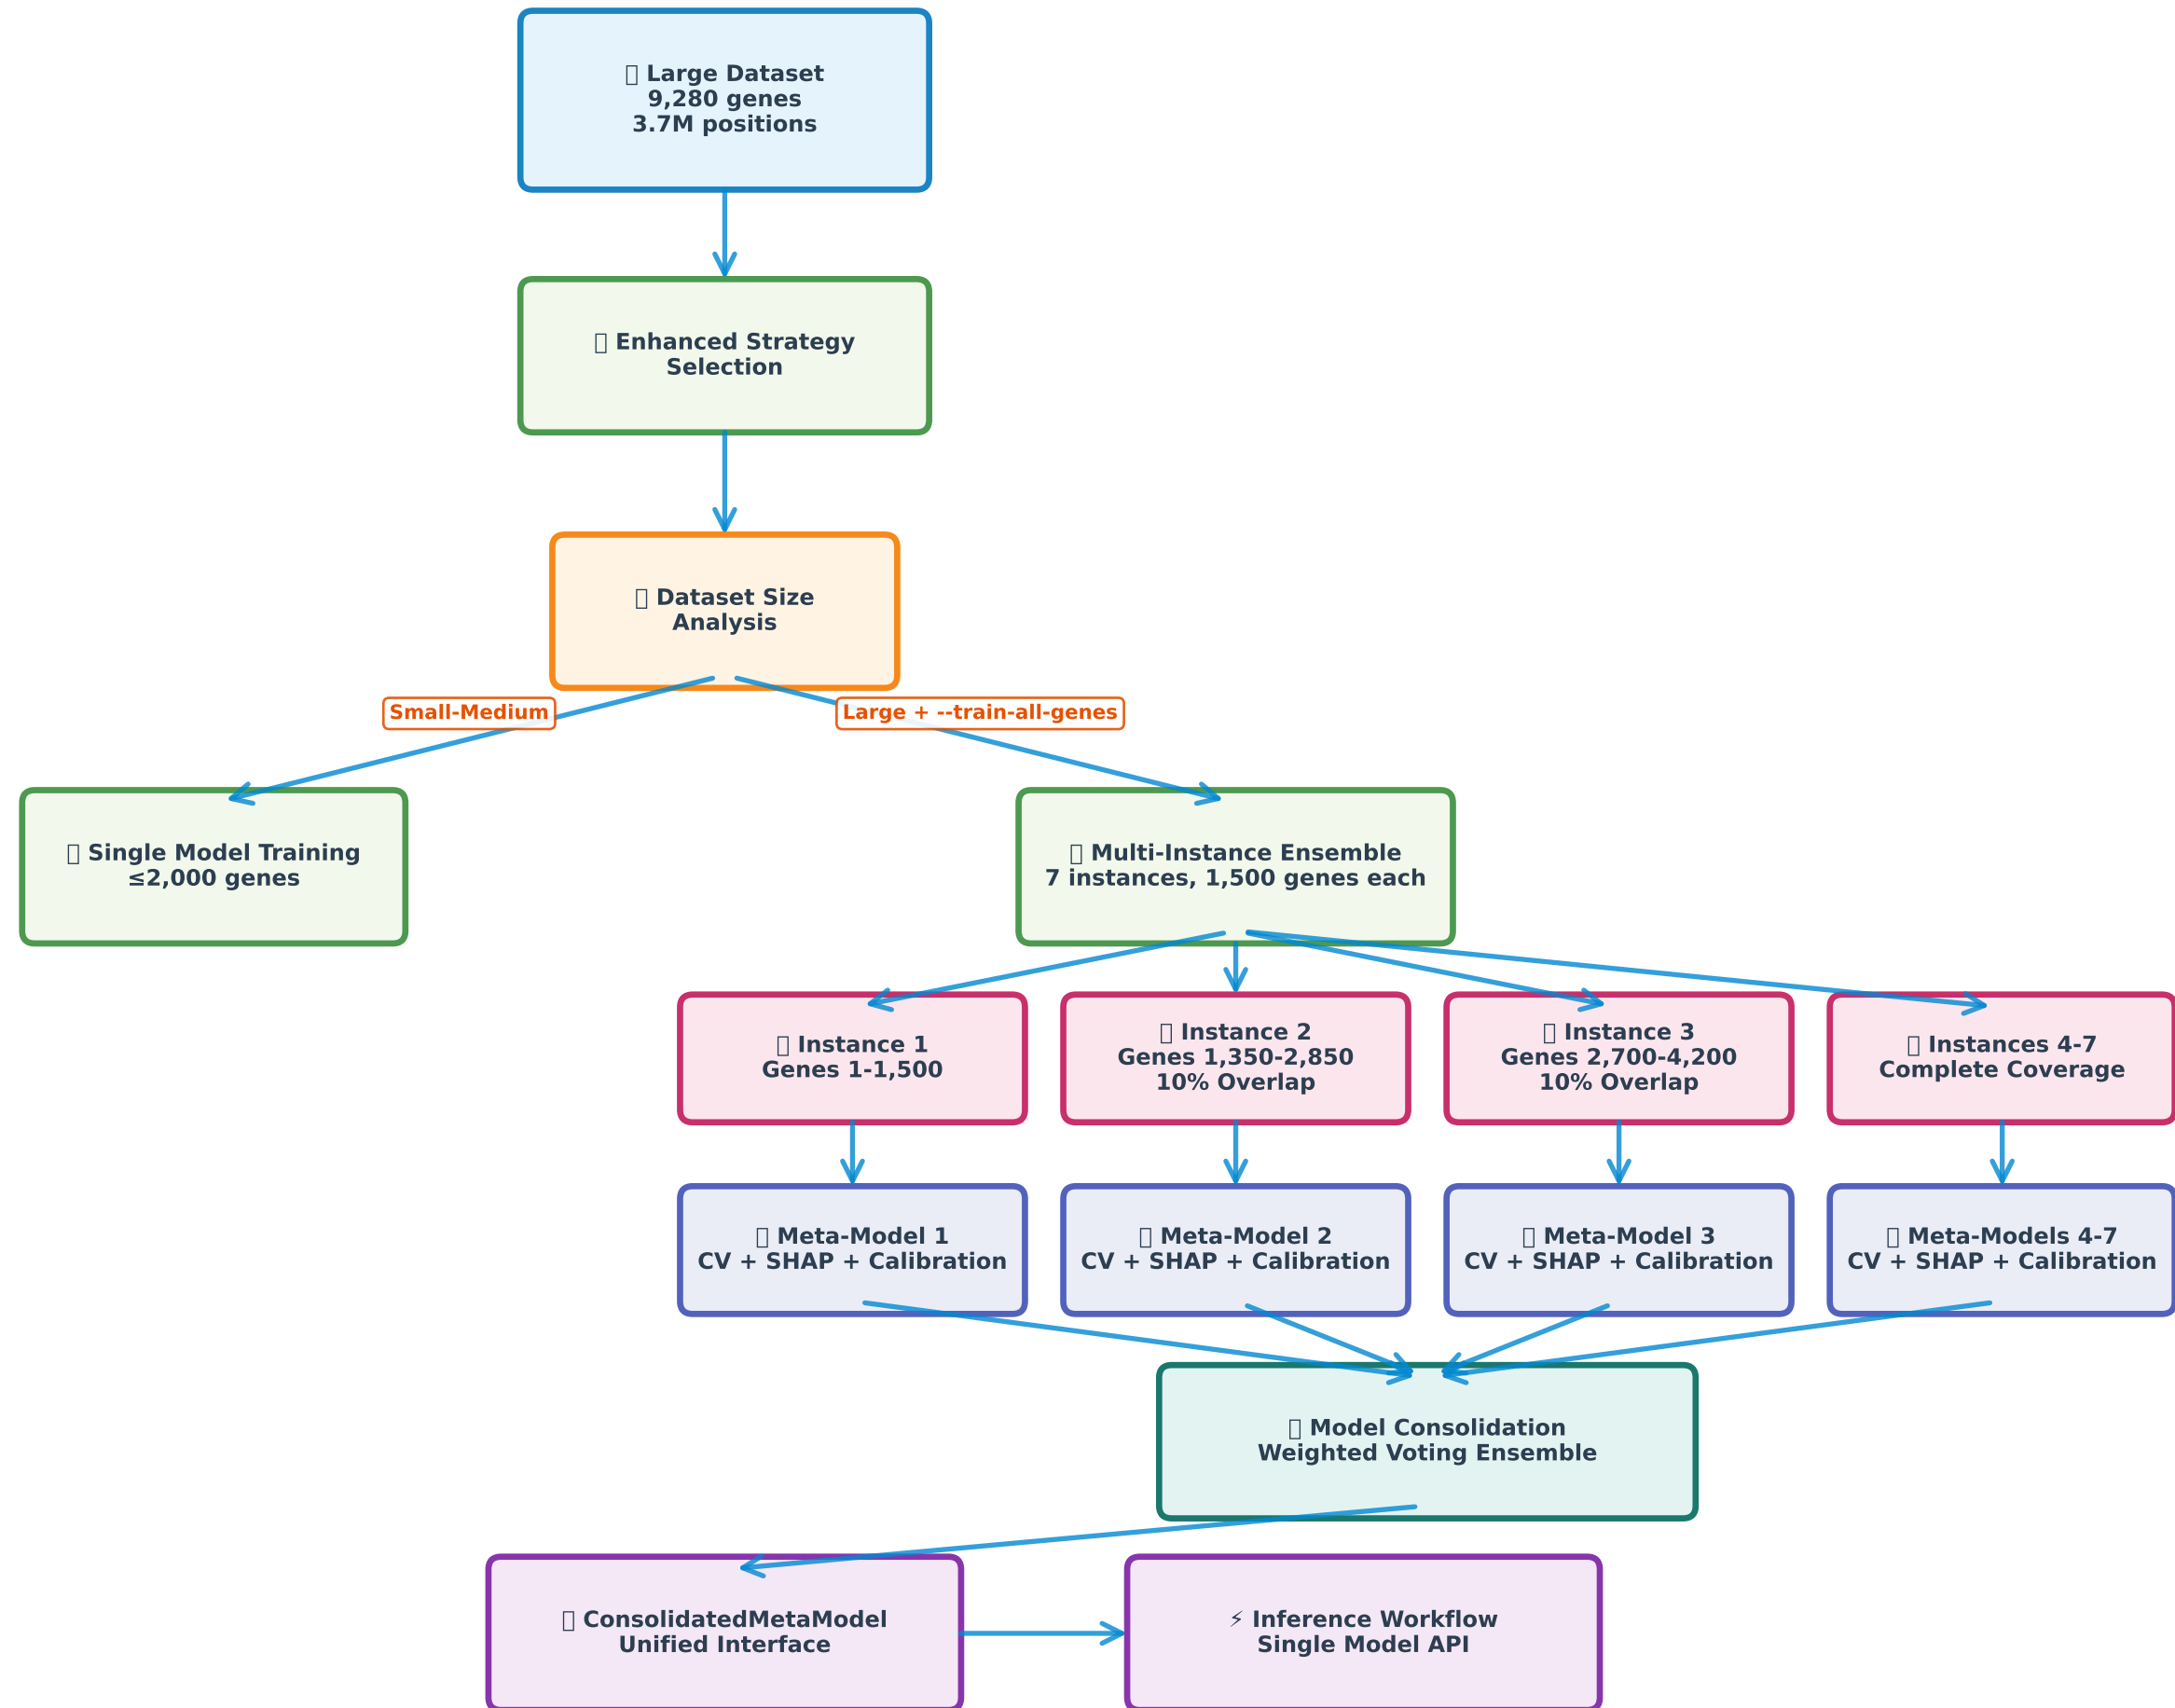 Large Dataset
9,280 genes
3.7M positions
Enhanced Strategy
Selection
Dataset Size
Analysis
Small-Medium
Large + --train-all-genes
Single Model Training
≤2,000 genes
Multi-Instance Ensemble
7 instances, 1,500 genes each
Instance 1
Genes 1-1,500
Instance 2
Genes 1,350-2,850
10% Overlap
Instance 3
Genes 2,700-4,200
10% Overlap
Instances 4-7
Complete Coverage
Meta-Model 1
CV + SHAP + Calibration
Meta-Model 2
CV + SHAP + Calibration
Meta-Model 3
CV + SHAP + Calibration
Meta-Models 4-7
CV + SHAP + Calibration
Model Consolidation
Weighted Voting Ensemble
ConsolidatedMetaModel
Unified Interface
⚡ Inference Workflow
Single Model API